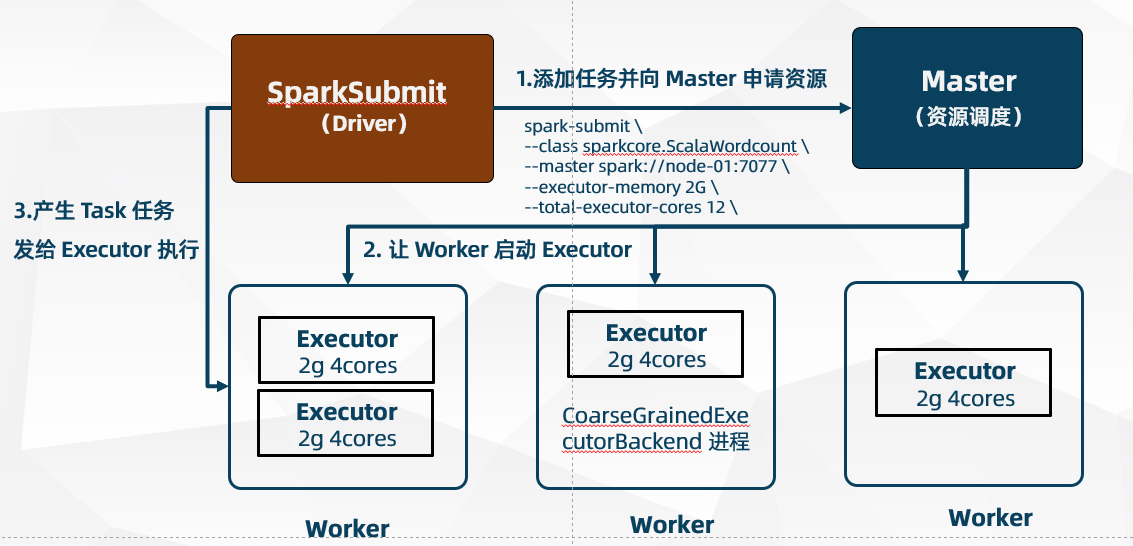 SparkSubmit
（Driver）
1.添加任务并向 Master 申请资源
Master
（资源调度）
spark-submit \
--class sparkcore.ScalaWordcount \
--master spark://node-01:7077 \
--executor-memory 2G \
--total-executor-cores 12 \
3.产生 Task 任务
发给 Executor 执行
2. 让 Worker 启动 Executor
Executor
2g 4cores
Executor
2g 4cores
Worker
Executor
2g 4cores
CoarseGrainedExe
cutorBackend 进程
Worker
Executor
2g 4cores
Worker